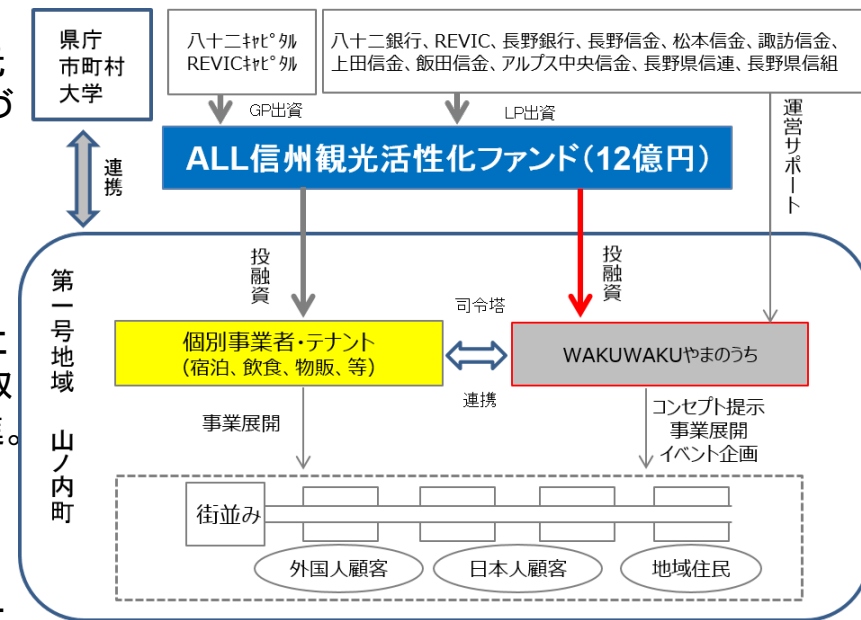 県庁
市町村
大学
八十二ｷｬﾋﾟﾀﾙ
REVICｷｬﾋﾟﾀﾙ
八十二銀行、REVIC、長野銀行、長野信金、松本信金、諏訪信金、
上田信金、飯田信金、アルプス中央信金、長野県信連、長野県信組
づ
GP出資
LP出資
運営サポート
ALL信州観光活性化ファンド（12億円）
連携
投融資
投融資
第一号地域 山ノ内町
司令塔
個別事業者・テナント
(宿泊、飲食、物販、等)
WAKUWAKUやまのうち
連携
事業展開
コンセプト提示
事業展開
イベント企画
。
街並み
外国人顧客
日本人顧客
地域住民